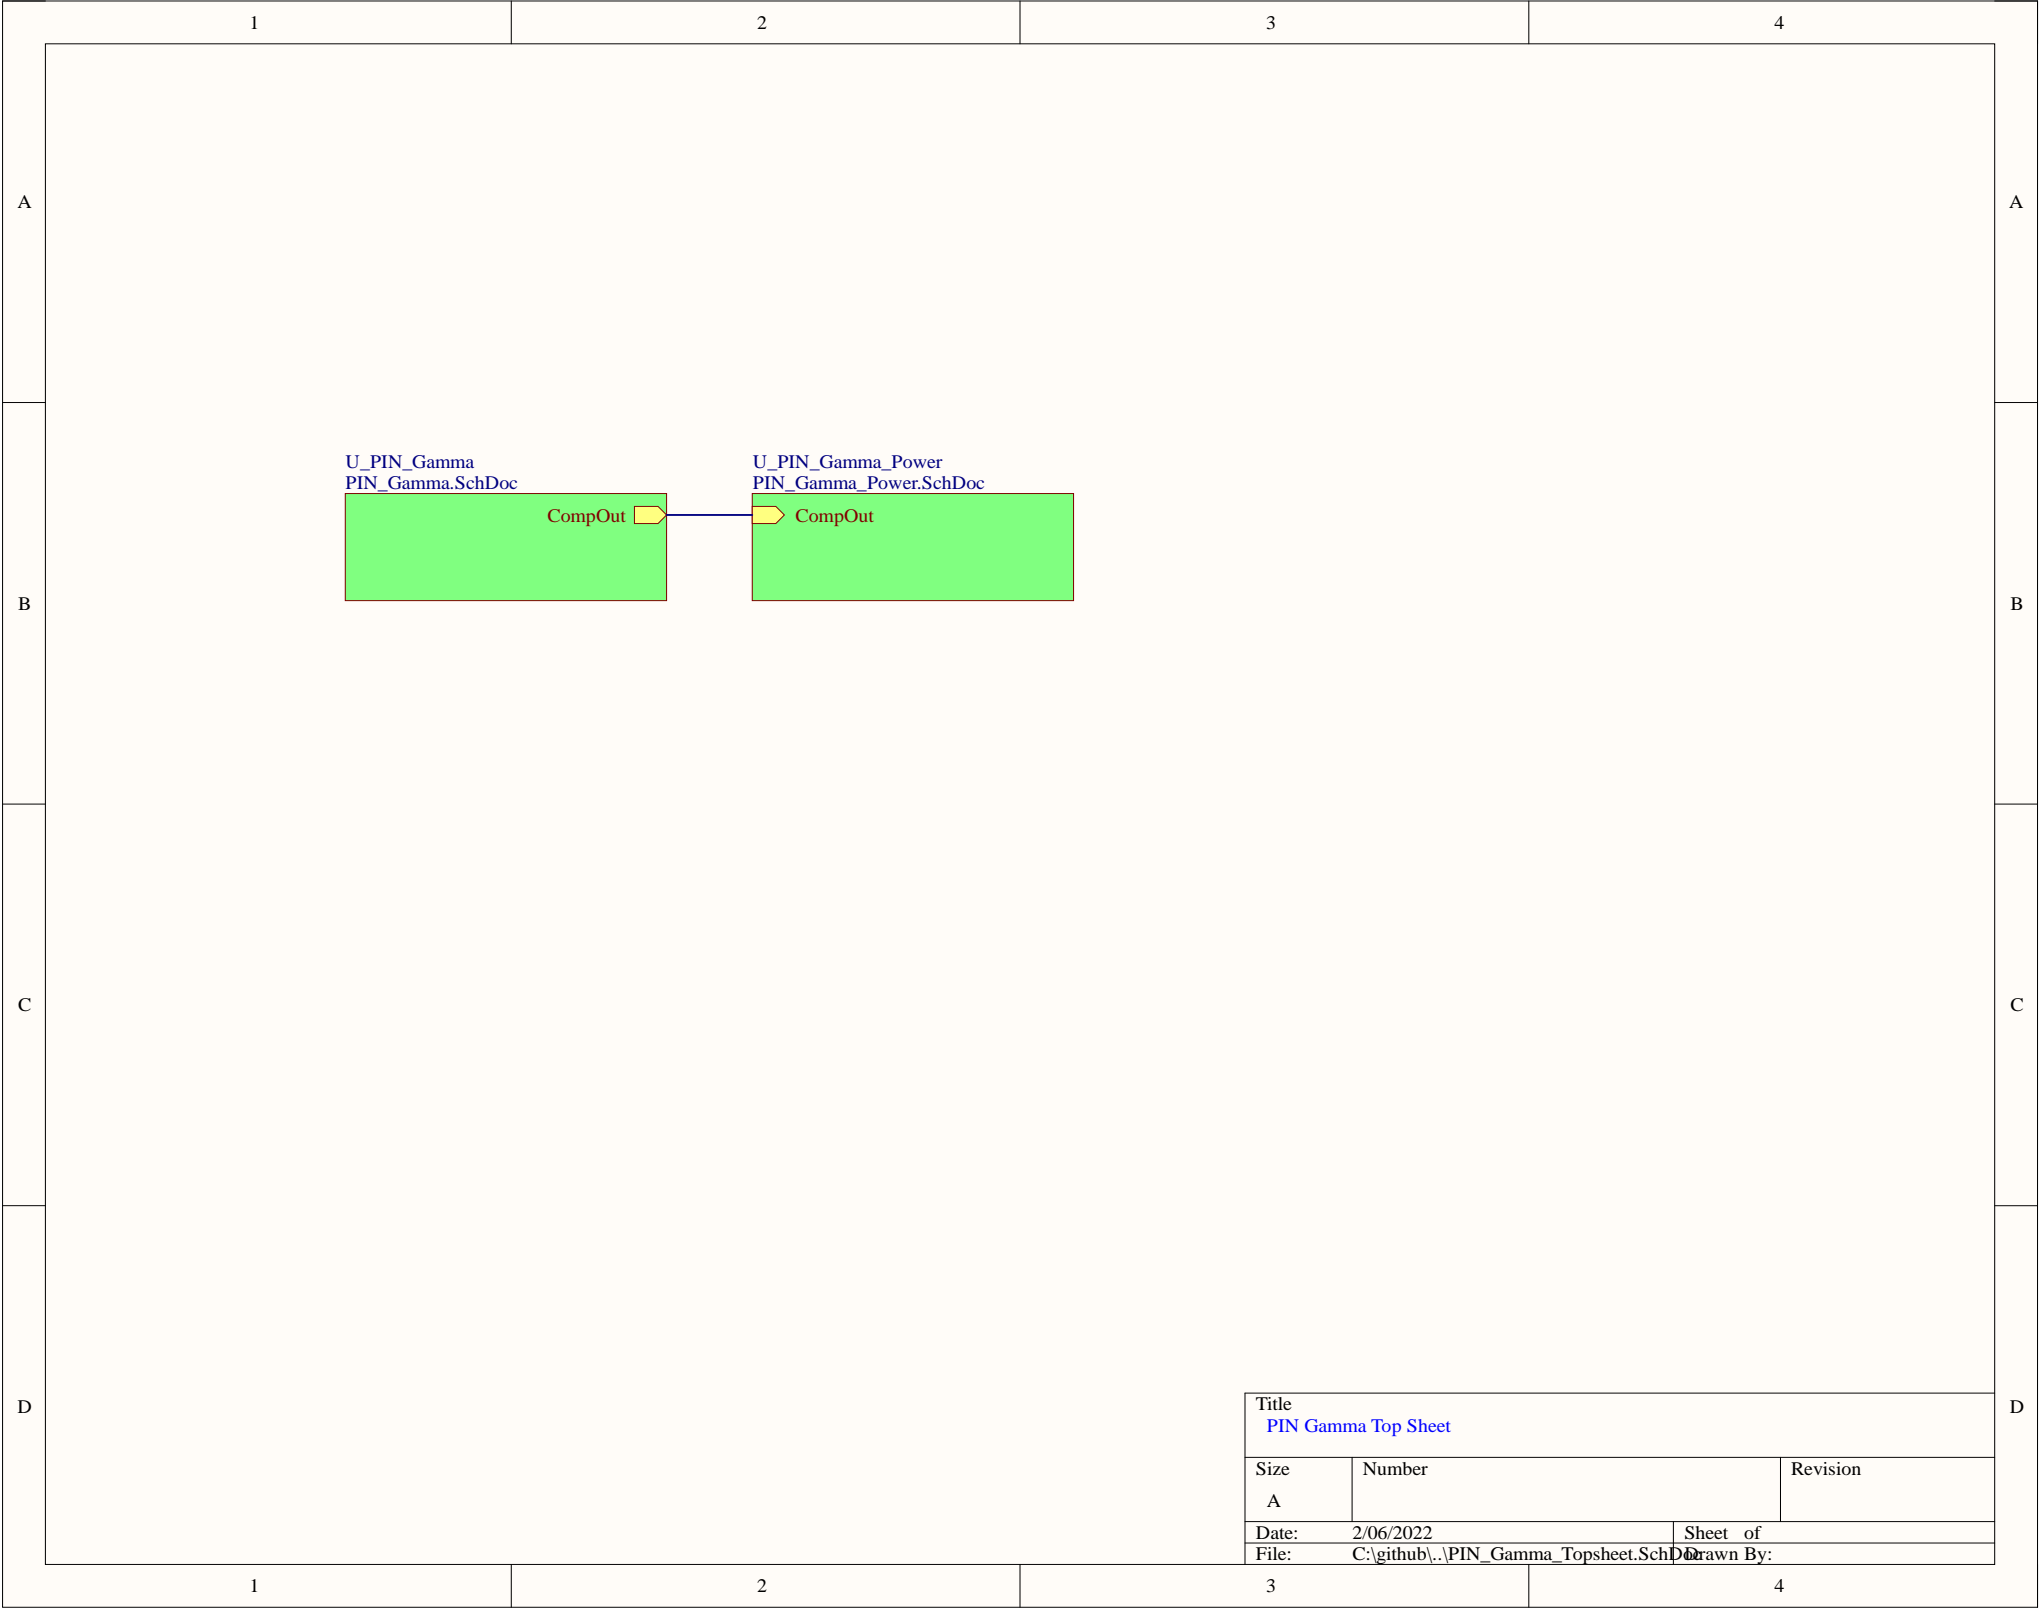 1 2 3 4
A A
U_PIN_Gamma
PIN_Gamma.SchDoc
U_PIN_Gamma_Power
PIN_Gamma_Power.SchDoc
CompOut
CompOut
B B
C C
D D
Title
PIN Gamma Top Sheet
Size Number Revision
A
Date: 2/06/2022 Sheet of
File: C:\github\..\PIN_Gamma_Topsheet.SchDoc Drawn By:
1 2 3 4